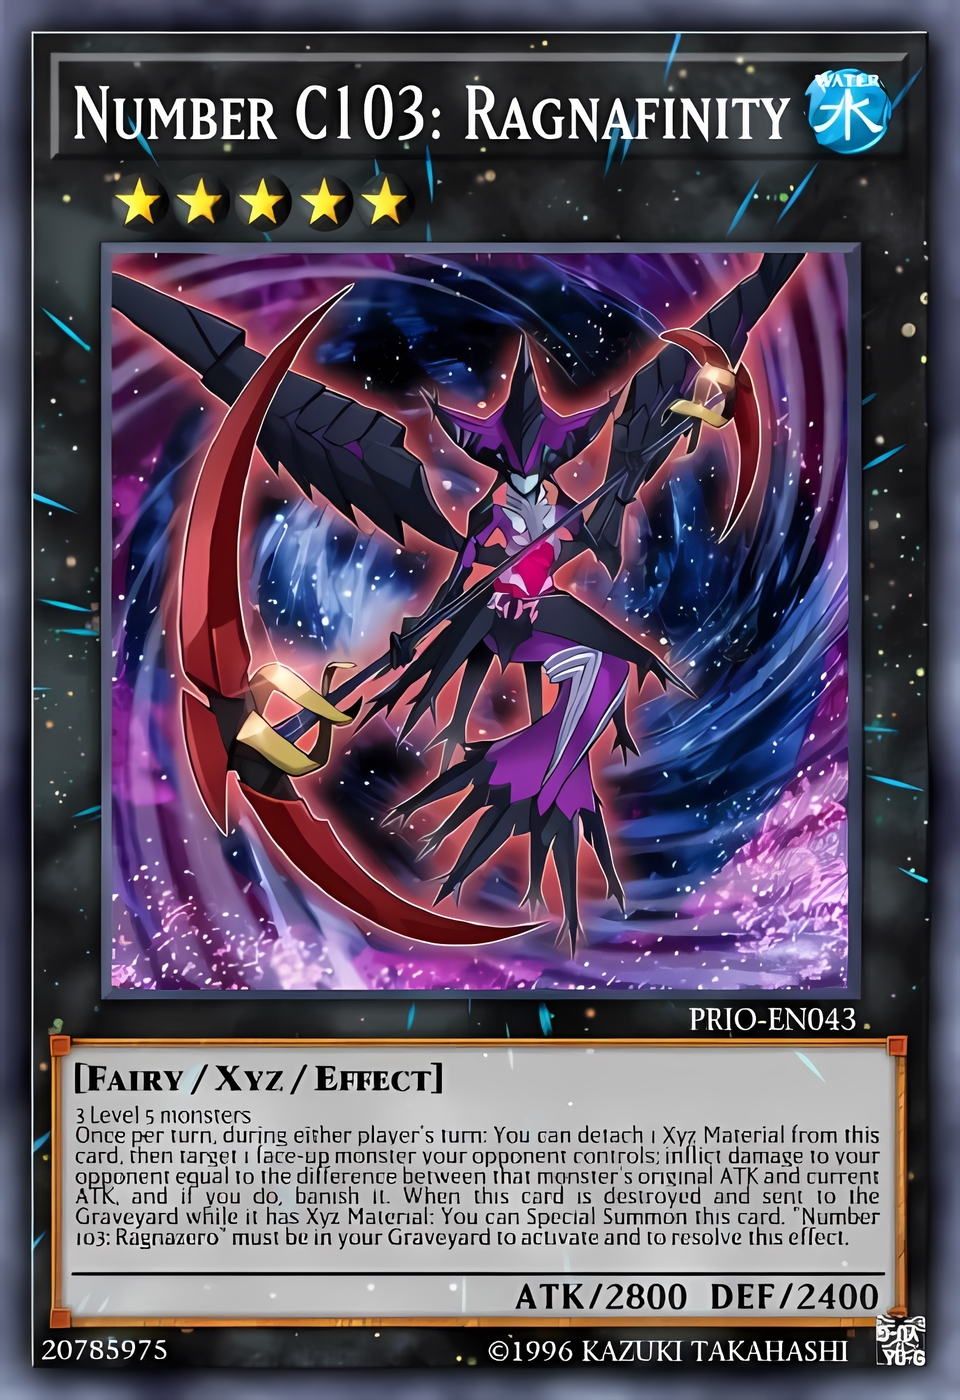 NUMBER C103: RAGNAFINITY
WATER
水
PRIO-EN043
[FAIRY / XYZ / EFFECT]
3 Level 5 monsters
Once per turn, during either player's turn: You can detach 1 Xyz Material from this
card, then target 1 face-up monster your opponent controls; inflict damage to your
opponent equal to the difference between that monster's original ATK and current
ATK, and if you do, banish it. When this card is destroyed and sent to the
Graveyard while it has Xyz Material: You can Special Summon this card. "Number
103: Ragnazero" must be in your Graveyard to activate and to resolve this effect.
ATK/2800 DEF/2400
20785975
©1996 KAZUKI TAKAHASHI